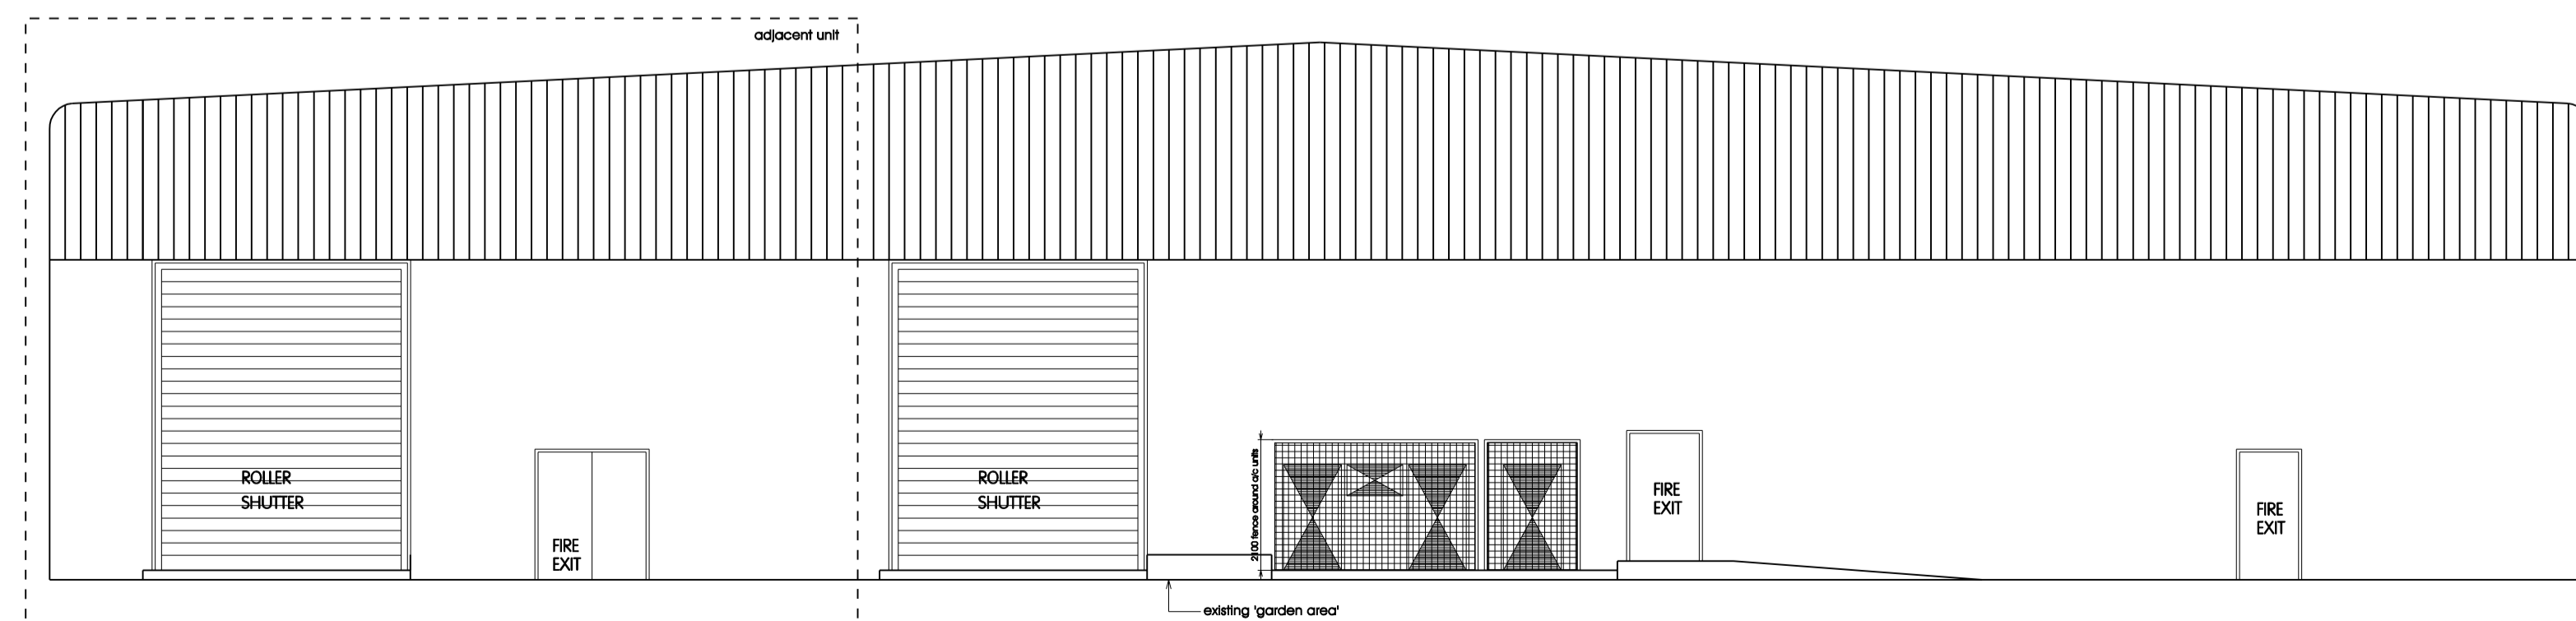 adjacent unit
ROLLER
SHUTTER
FIRE
EXIT
ROLLER
SHUTTER
2100 fence around a/c units
FIRE
EXIT
FIRE
EXIT
existing 'garden area'